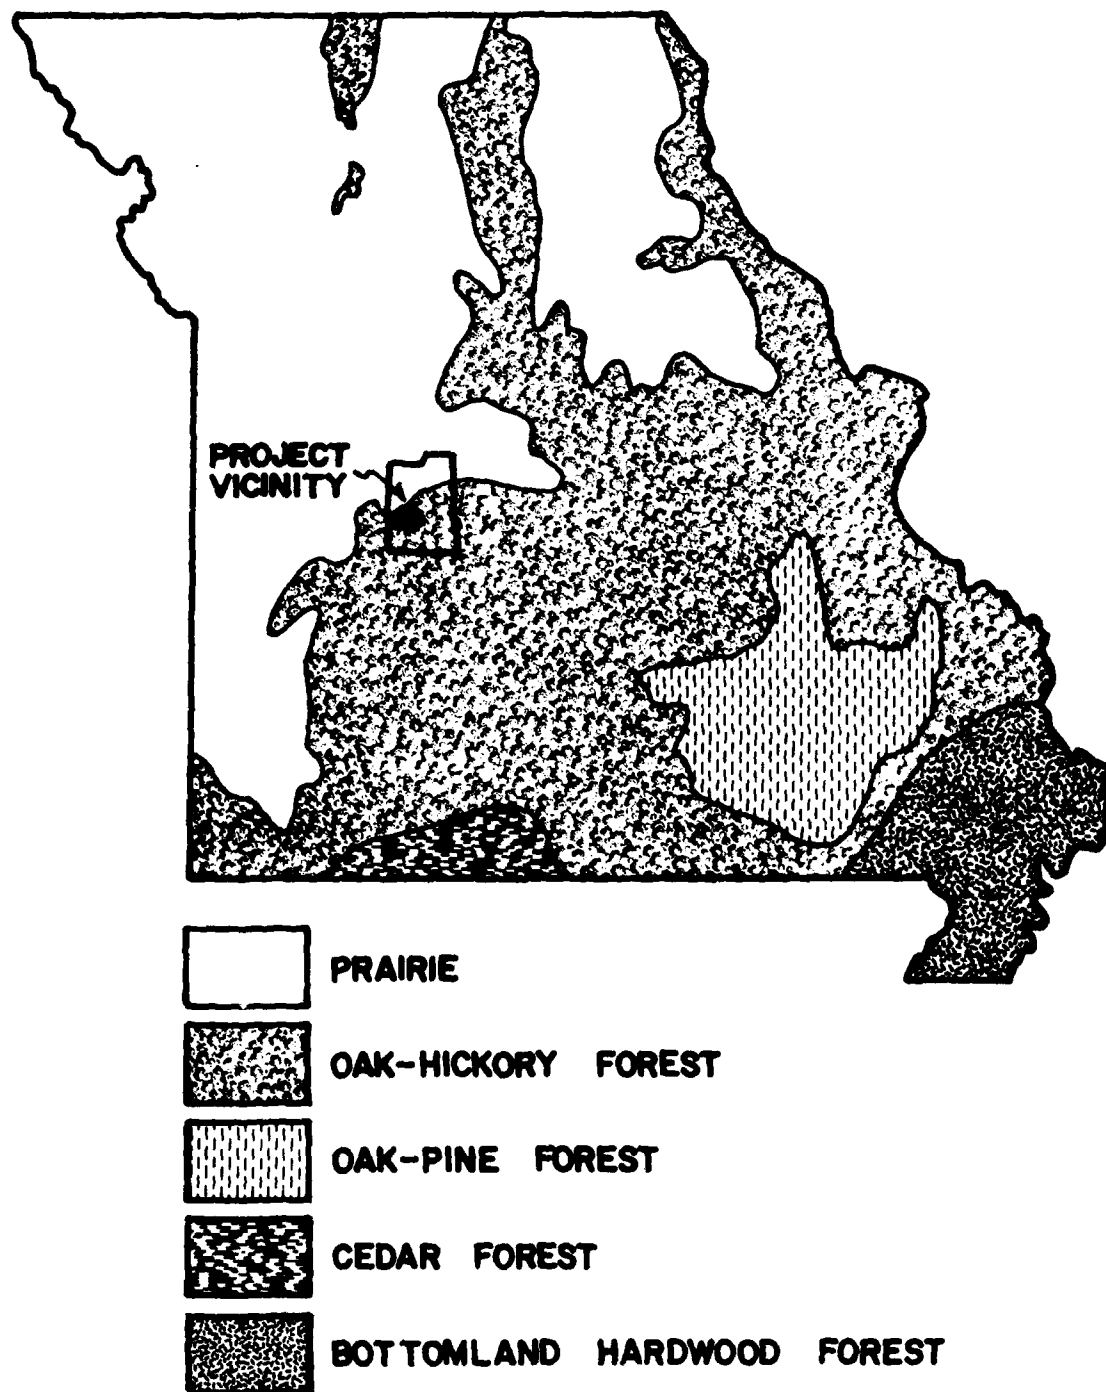 PROJECT
VICINITY
PRAIRIE
OAK-HICKORY FOREST
OAK-PINE FOREST
CEDAR FOREST
BOTTOMLAND HARDWOOD FOREST